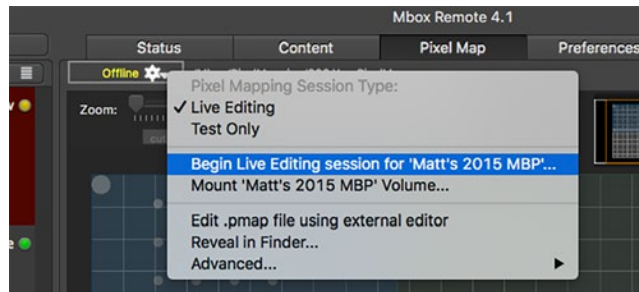 Mbox Remote 4.1
Status
Content
Pixel Map
Preferences
Offline
Pixel Mapping Session Type:
Zoom:
✓ Live Editing
Test Only
cut
Begin Live Editing session for 'Matt's 2015 MBP'...
Mount 'Matt's 2015 MBP' Volume...
Edit .pmap file using external editor
Reveal in Finder...
Advanced...